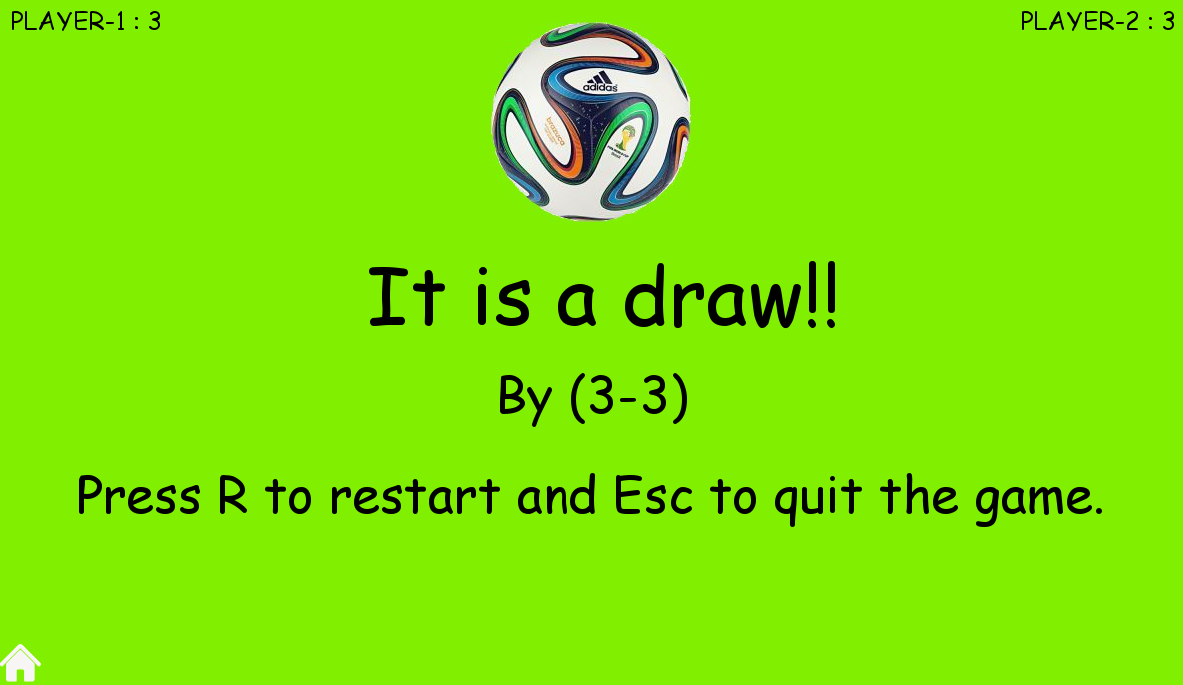 PLAYER-1 : 3
PLAYER-2 : 3
adidas
brazuca
It is a draw!!
By (3-3)
Press R to restart and Esc to quit the game.